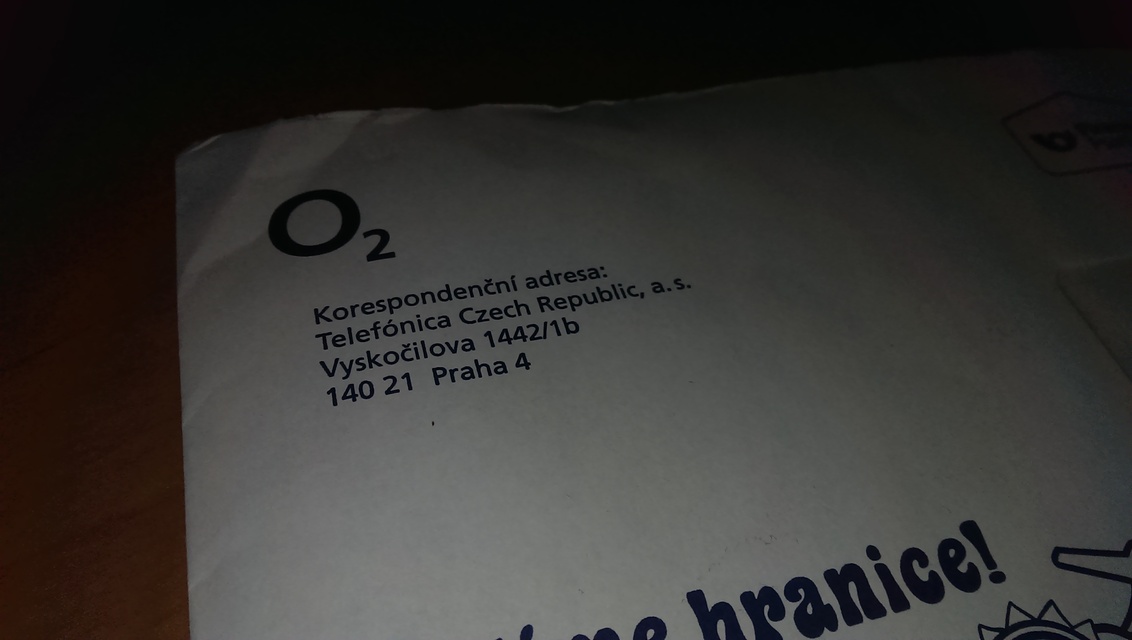 O2
Korespondenční adresa:
Telefónica Czech Republic, a.s.
Vyskočilova 1442/1b
140 21 Praha 4
hranice!